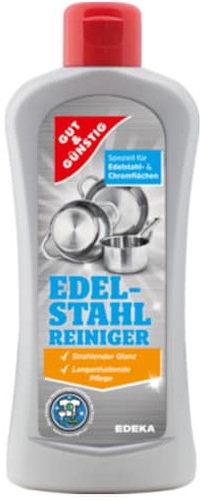 GUT &
GÜNSTIG
Speziell für
Edelstahl- &
Chromflächen
EDEL-
STAHL
REINIGER
Strahlender Glanz
Langanhaltende
Pflege
EDEKA